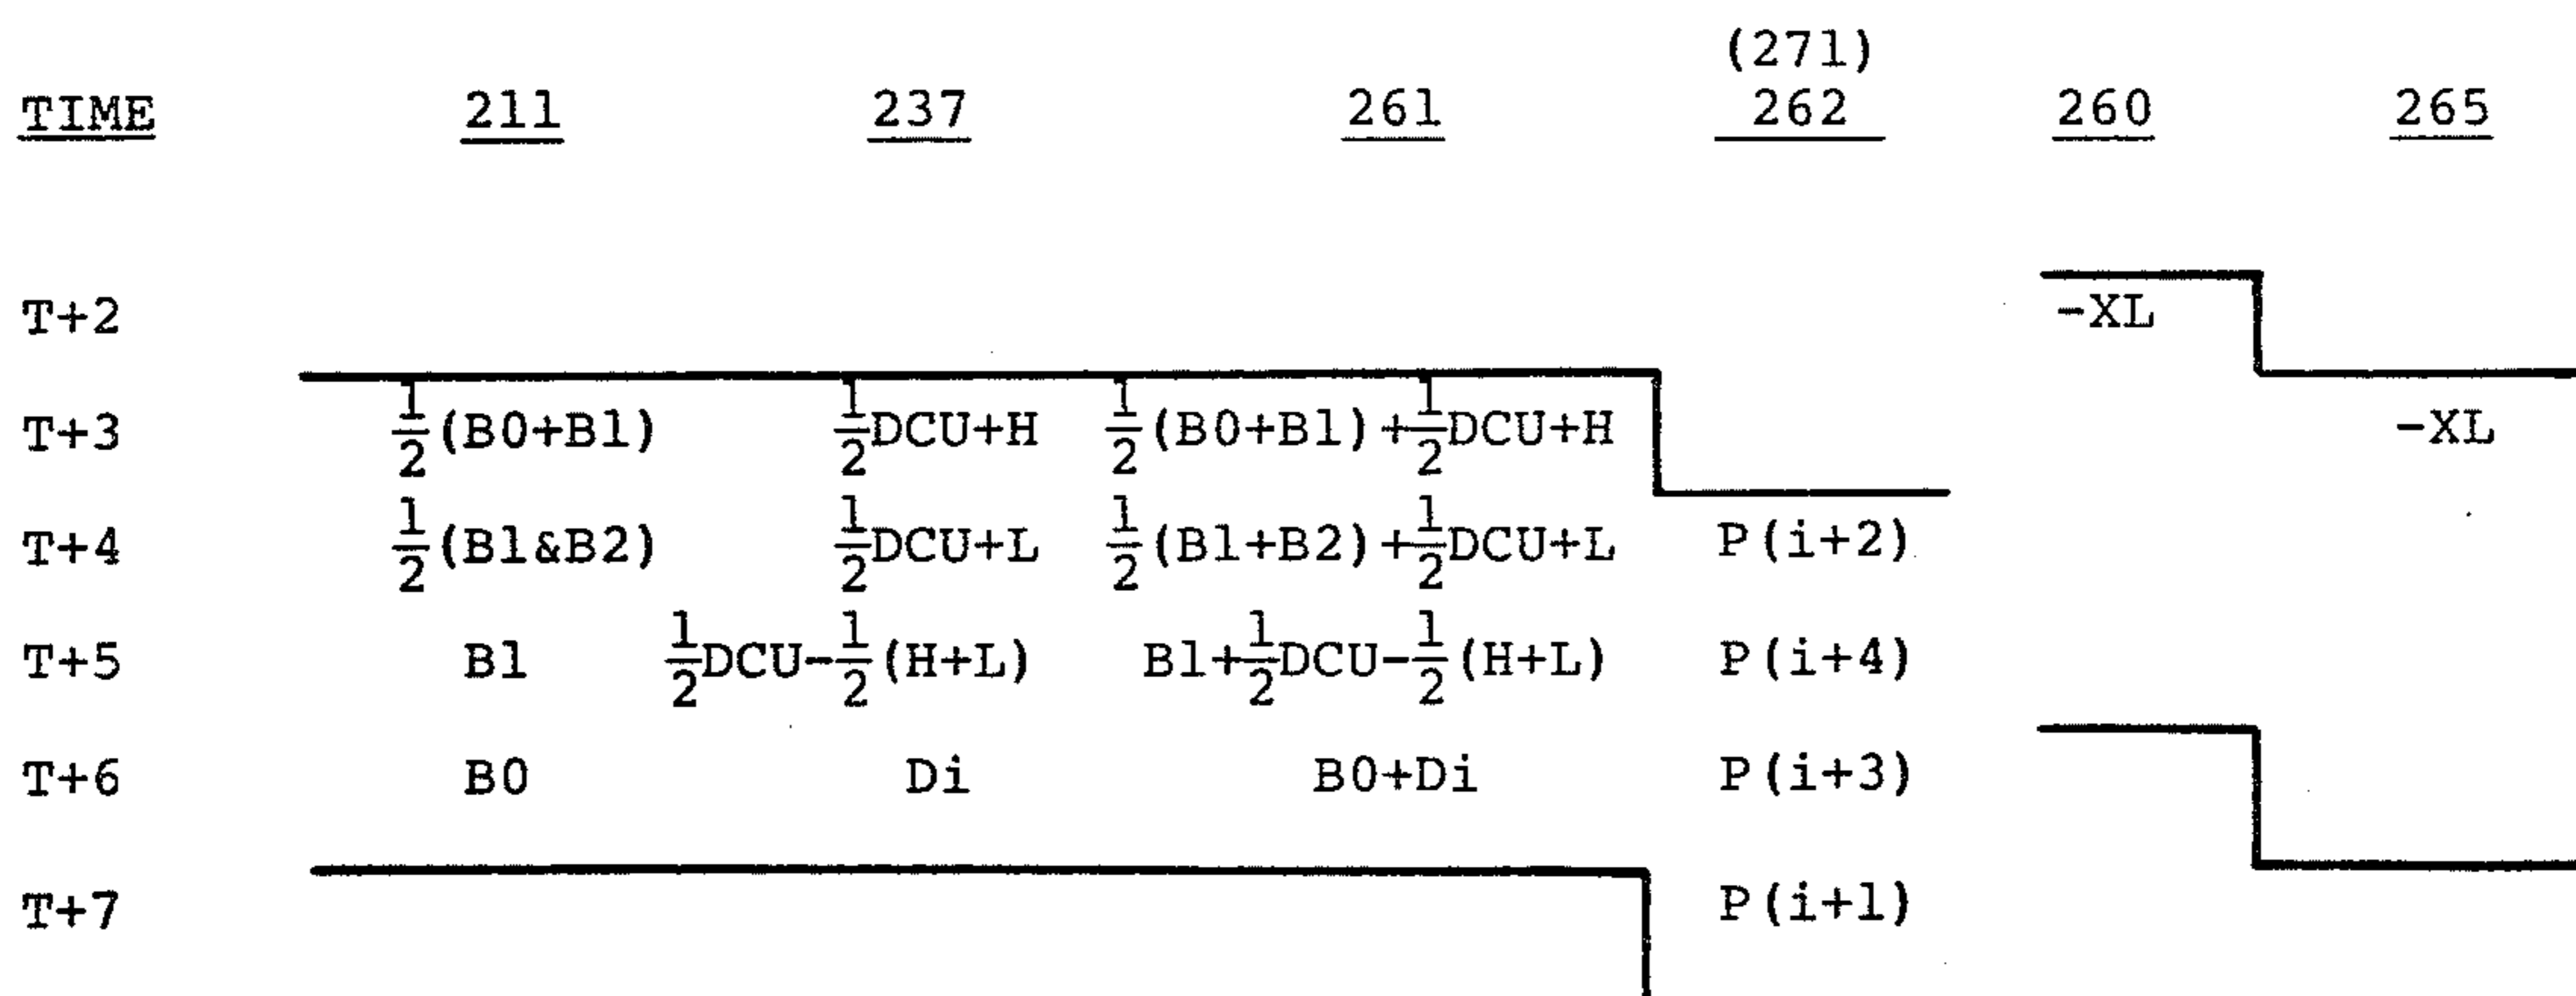 (271)
TIME 211 237 261 262 260 265
T+2 -XL
T+3 1/2(B0+B1) 1/2DCU+H 1/2(B0+B1)+1/2DCU+H -XL
T+4 1/2(B1&B2) 1/2DCU+L 1/2(B1+B2)+1/2DCU+L P(i+2)
T+5 B1 1/2DCU-1/2(H+L) B1+1/2DCU-1/2(H+L) P(i+4)
T+6 B0 Di B0+Di P(i+3)
T+7 P(i+1)